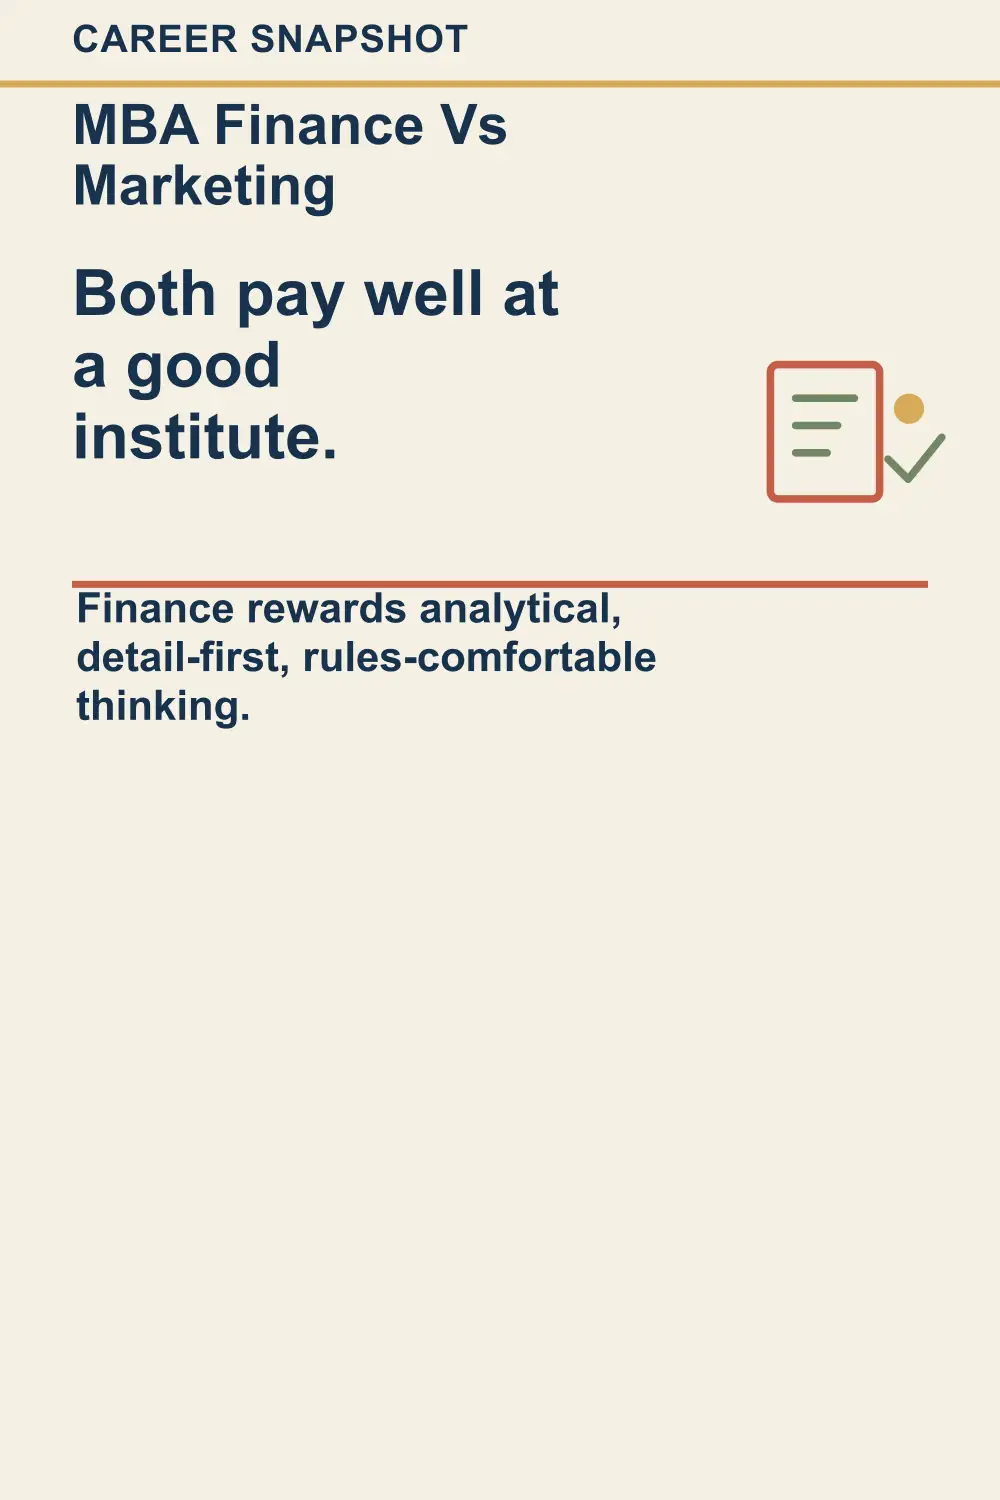 CAREER SNAPSHOT
MBA Finance Vs
Marketing
Both pay well at
a good
institute.
Finance rewards analytical,
detail-first, rules-comfortable
thinking.